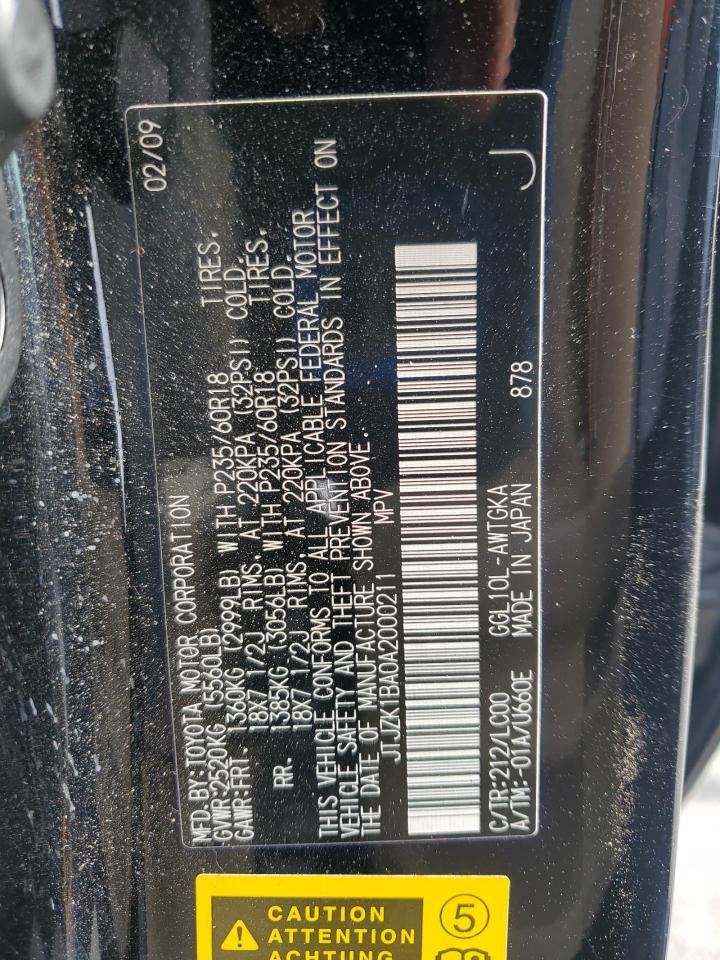 MFD.BY:TOYOTA MOTOR CORPORATION 02/09
GVWR:2520KG (5560LB)
GAWR:FRT. 1360KG (2999LB) WITH P235/60R18 TIRES.
18X7 1/2J RIMS. AT 220KPA (32PSI) COLD
RR. 1385KG (3056LB) WITH P235/60R18 TIRES.
18X7 1/2J RIMS. AT 220KPA (32PSI) COLD.
THIS VEHICLE CONFORMS TO ALL APPLICABLE FEDERAL MOTOR
VEHICLE SAFETY AND THEFT PREVENTION STANDARDS IN EFFECT ON
THE DATE OF MANUFACTURE SHOWN ABOVE.
JTJZK1BA0A2000211 MPV
C/TR:212/LC00 GGL10L-AWTGKA
A/TM:-01A/U660E MADE IN JAPAN 878
J
CAUTION
ATTENTION
ACHTUNG
5